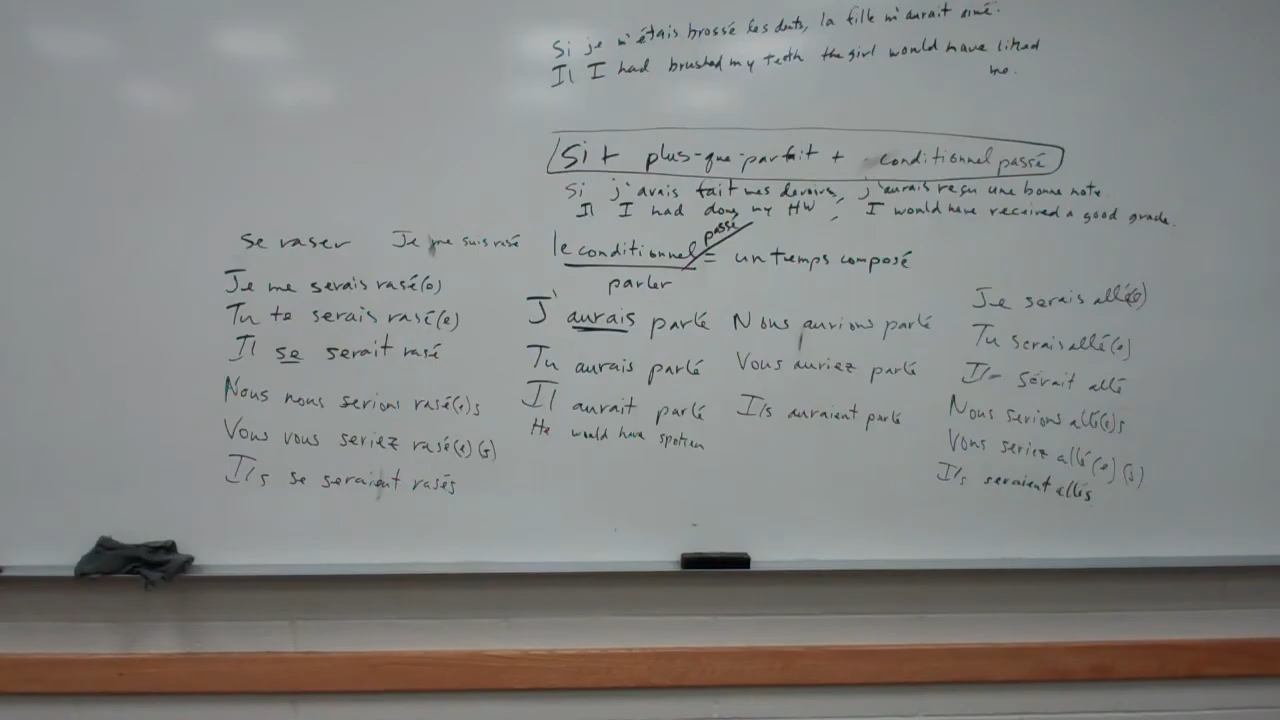 Si je m'étais brossé les dents, la fille m'aurait aimé.
If I had brushed my teeth the girl would have liked
me.
Si + plus-que-parfait + conditionnel passé
Si j'avais fait mes devoirs, j'aurais reçu une bonne note.
If I had done my HW, I would have received a good grade.
se raser Je me suis rasé
le conditionnel passé = un temps composé
parler
Je me serais rasé(e)
Tu te serais rasé(e)
Il se serait rasé
Nous nous serions rasé(e)s
Vous vous seriez rasé(e)(s)
Ils se seraient rasés
J'aurais parlé Nous aurions parlé
Tu aurais parlé Vous auriez parlé
Il aurait parlé Ils auraient parlé
He would have spoken
Je serais allé(e)
Tu serais allé(e)
Il serait allé
Nous serions allé(e)s
Vous seriez allé(e)(s)
Ils seraient allés